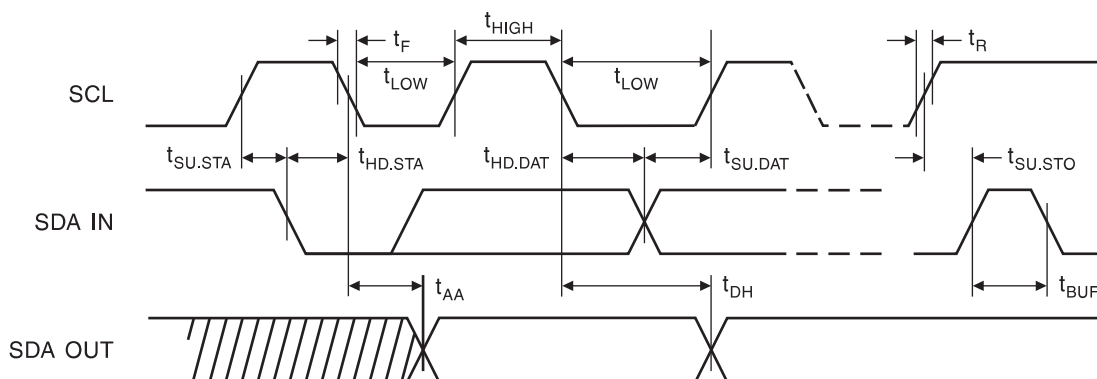 tHIGH
tF
tR
tLOW
tLOW
SCL
tSU.STA
tHD.STA
tHD.DAT
tSU.DAT
tSU.STO
SDA IN
tAA
tDH
tBUF
SDA OUT